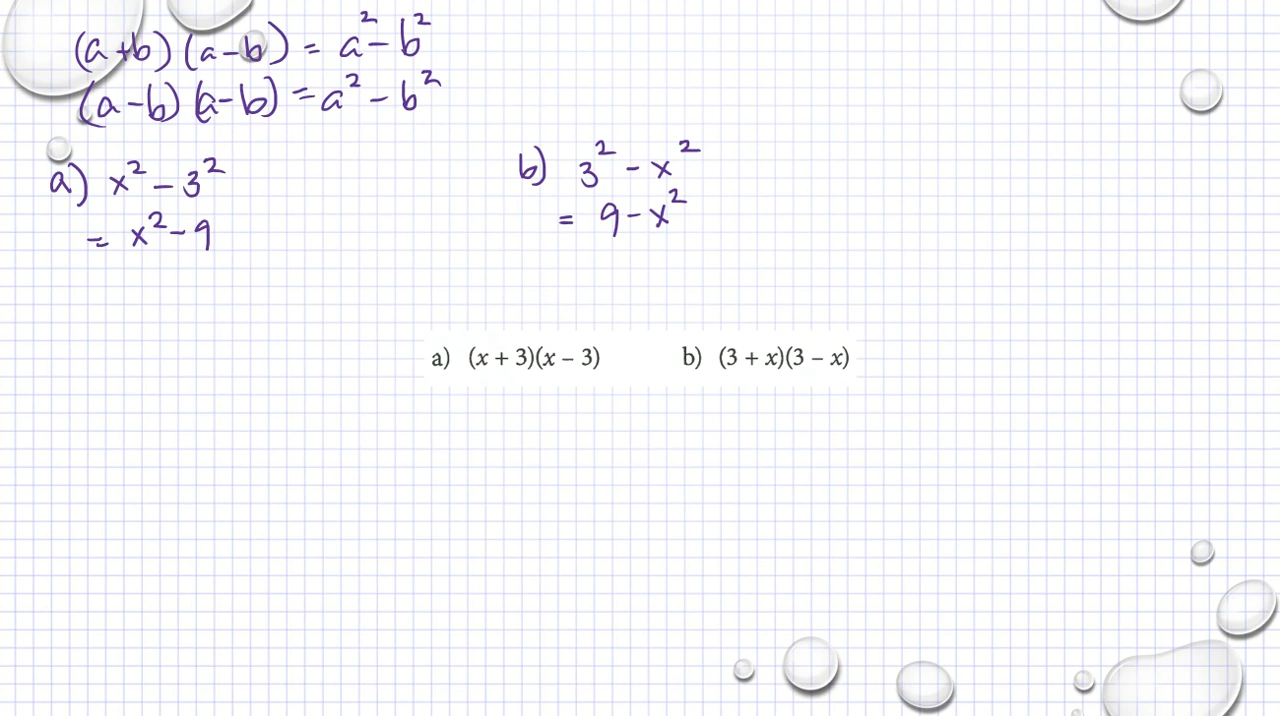 (a+b)(a-b) = a²-b²
(a-b)(a-b) = a²-b²
a) x² - 3²
= x² - 9
b) 3² - x²
= 9 - x²
a) (x + 3)(x – 3) b) (3 + x)(3 – x)